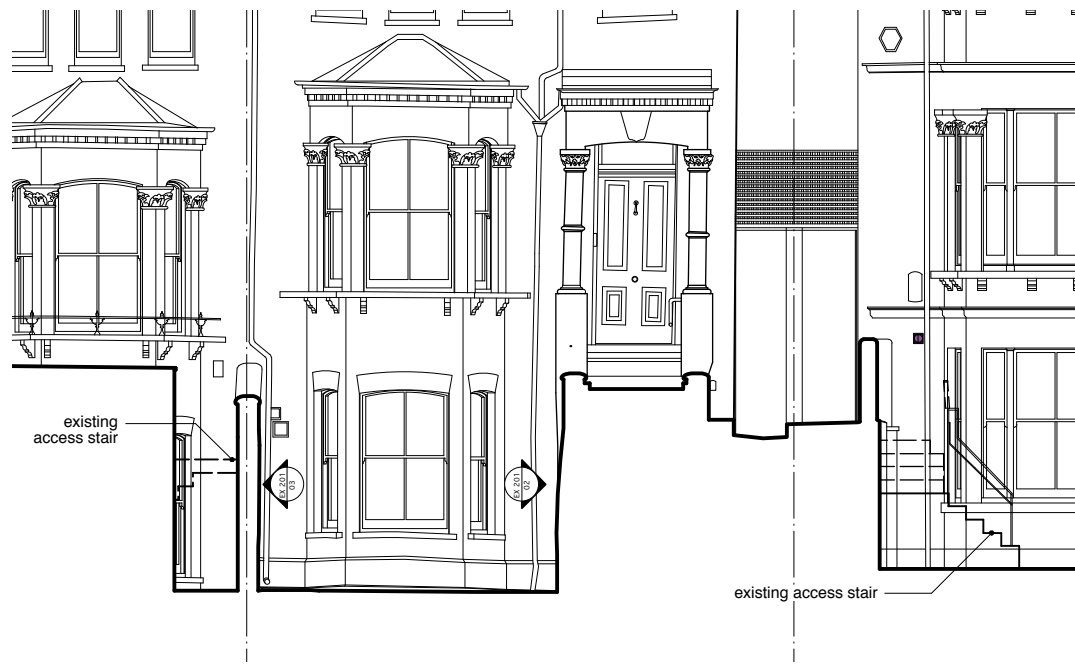 existing
access stair
EX 201
03
EX 201
02
existing access stair